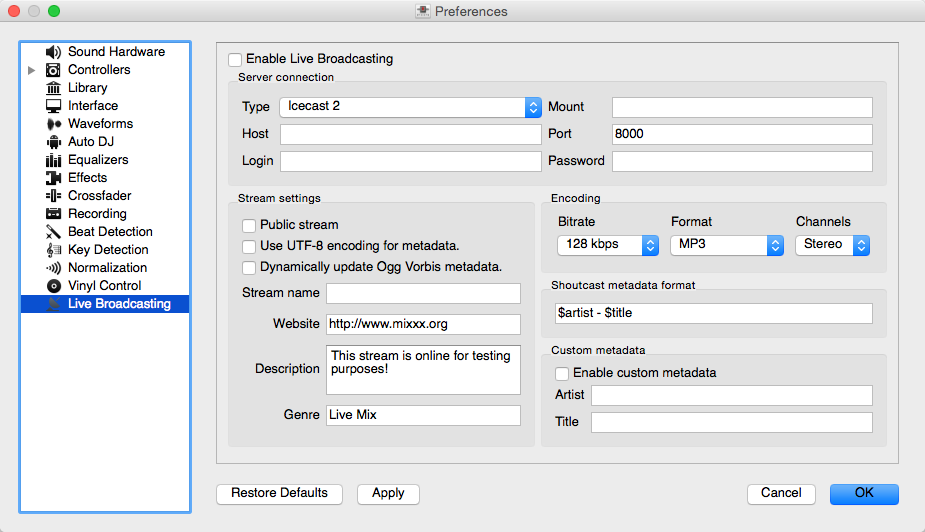 Preferences
Sound Hardware
Controllers
Library
Interface
Waveforms
Auto DJ
Equalizers
Effects
Crossfader
Recording
Beat Detection
Key Detection
Normalization
Vinyl Control
Live Broadcasting
Enable Live Broadcasting
Server connection
Type Icecast 2 Mount
Host Port 8000
Login Password
Stream settings
Public stream
Use UTF-8 encoding for metadata.
Dynamically update Ogg Vorbis metadata.
Stream name
Website http://www.mixxx.org
Description This stream is online for testing
purposes!
Genre Live Mix
Encoding
Bitrate Format Channels
128 kbps MP3 Stereo
Shoutcast metadata format
$artist - $title
Custom metadata
Enable custom metadata
Artist
Title
Restore Defaults Apply Cancel OK